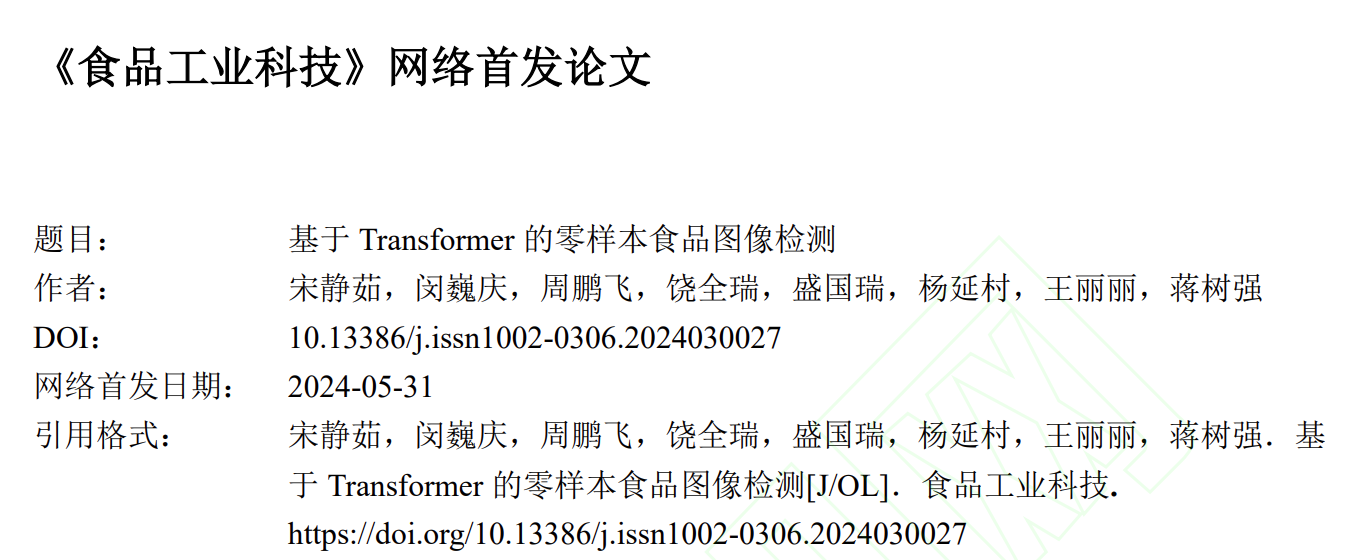 《食品工业科技》网络首发论文
题目： 基于 Transformer 的零样本食品图像检测
作者： 宋静茹，闵巍庆，周鹏飞，饶全瑞，盛国瑞，杨延村，王丽丽，蒋树强
DOI： 10.13386/j.issn1002-0306.2024030027
网络首发日期： 2024-05-31
引用格式： 宋静茹，闵巍庆，周鹏飞，饶全瑞，盛国瑞，杨延村，王丽丽，蒋树强．基
于 Transformer 的零样本食品图像检测[J/OL]．食品工业科技.
https://doi.org/10.13386/j.issn1002-0306.2024030027